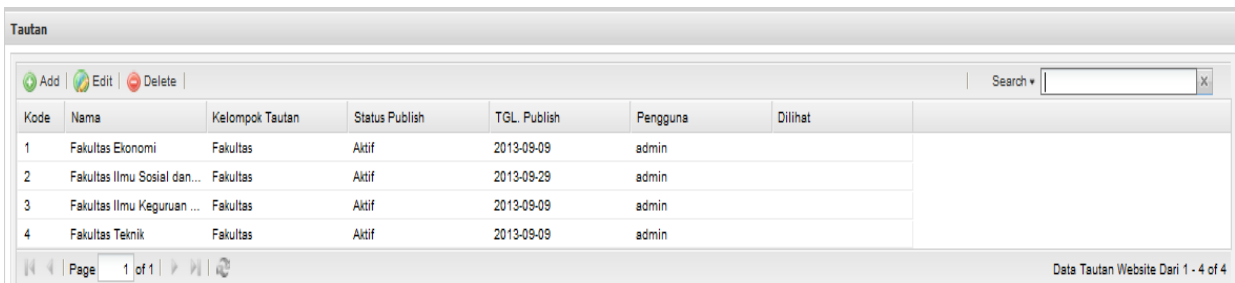 Tautan
Add Edit Delete Search x
Kode Nama Kelompok Tautan Status Publish TGL. Publish Pengguna Dilihat
1 Fakultas Ekonomi Fakultas Aktif 2013-09-09 admin
2 Fakultas Ilmu Sosial dan... Fakultas Aktif 2013-09-29 admin
3 Fakultas Ilmu Keguruan ... Fakultas Aktif 2013-09-09 admin
4 Fakultas Teknik Fakultas Aktif 2013-09-09 admin
Page 1 of 1 Data Tautan Website Dari 1 - 4 of 4